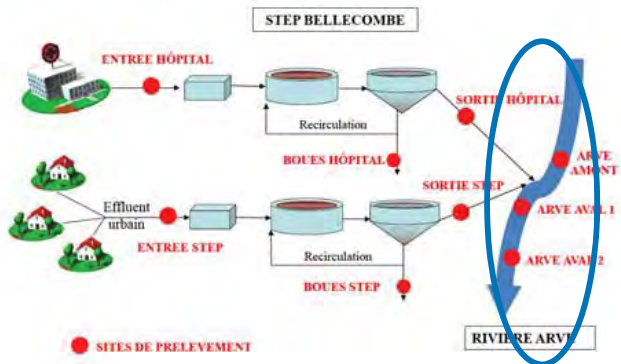 STEP BELLECOMBE
ENTREE HÔPITAL
SORTIE HÔPITAL
Recirculation
BOUES HÔPITAL
ARVE
AMONT
SORTIE STEP
Effluent
urbain
ARVE AVAL 1
ENTREE STEP
Recirculation
ARVE AVAL 2
BOUES STEP
RIVIERE ARVE
SITES DE PRELEVEMENT